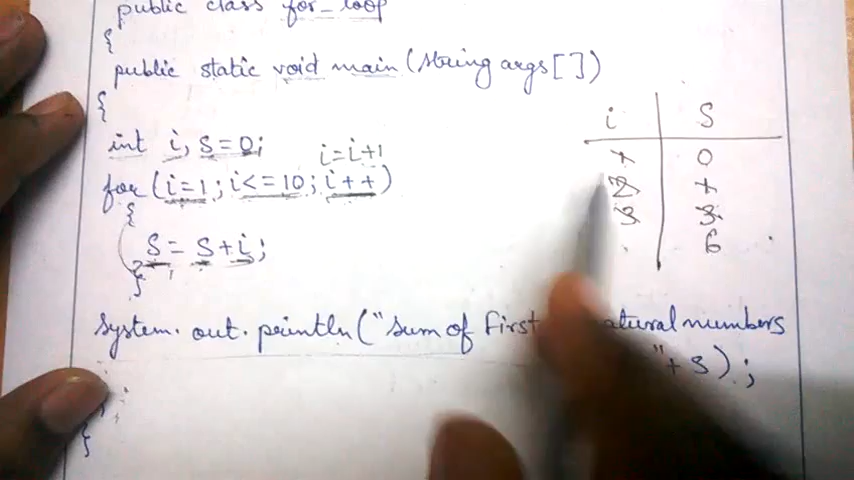 public class for_loop
{
public static void main (String args[])
{
int i, S=0;
i=i+1
for (i=1; i<=10; i++)
{
S = S+i;
}
System.out.println("Sum of First natural numbers
"+ S);
}
}
i S
1 0
2 1
3 3
6